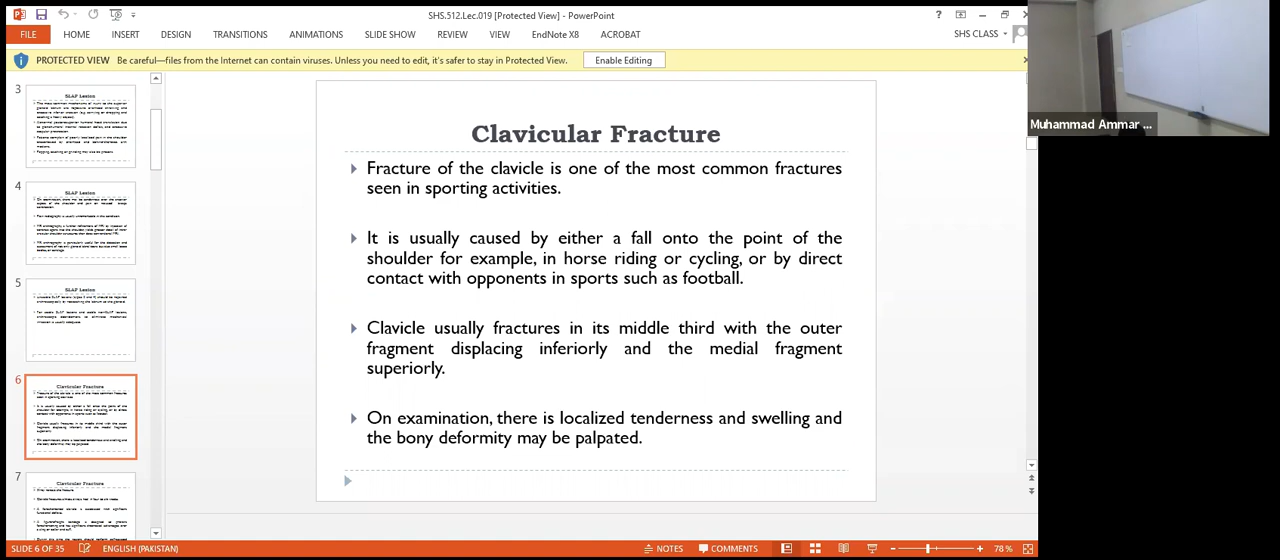 SHS.512.Lec.019 [Protected View] - PowerPoint
FILE HOME INSERT DESIGN TRANSITIONS ANIMATIONS SLIDE SHOW REVIEW VIEW EndNote X8 ACROBAT SHS CLASS
PROTECTED VIEW Be careful—files from the Internet can contain viruses. Unless you need to edit, it's safer to stay in Protected View. Enable Editing
Muhammad Ammar ...
3
SLAP Lesion
4
SLAP Lesion
5
SLAP Lesion
6
Clavicular Fracture
7
Clavicular Fracture
Clavicular Fracture
Fracture of the clavicle is one of the most common fractures
seen in sporting activities.
It is usually caused by either a fall onto the point of the
shoulder for example, in horse riding or cycling, or by direct
contact with opponents in sports such as football.
Clavicle usually fractures in its middle third with the outer
fragment displacing inferiorly and the medial fragment
superiorly.
On examination, there is localized tenderness and swelling and
the bony deformity may be palpated.
SLIDE 6 OF 35 ENGLISH (PAKISTAN) NOTES COMMENTS 78 %